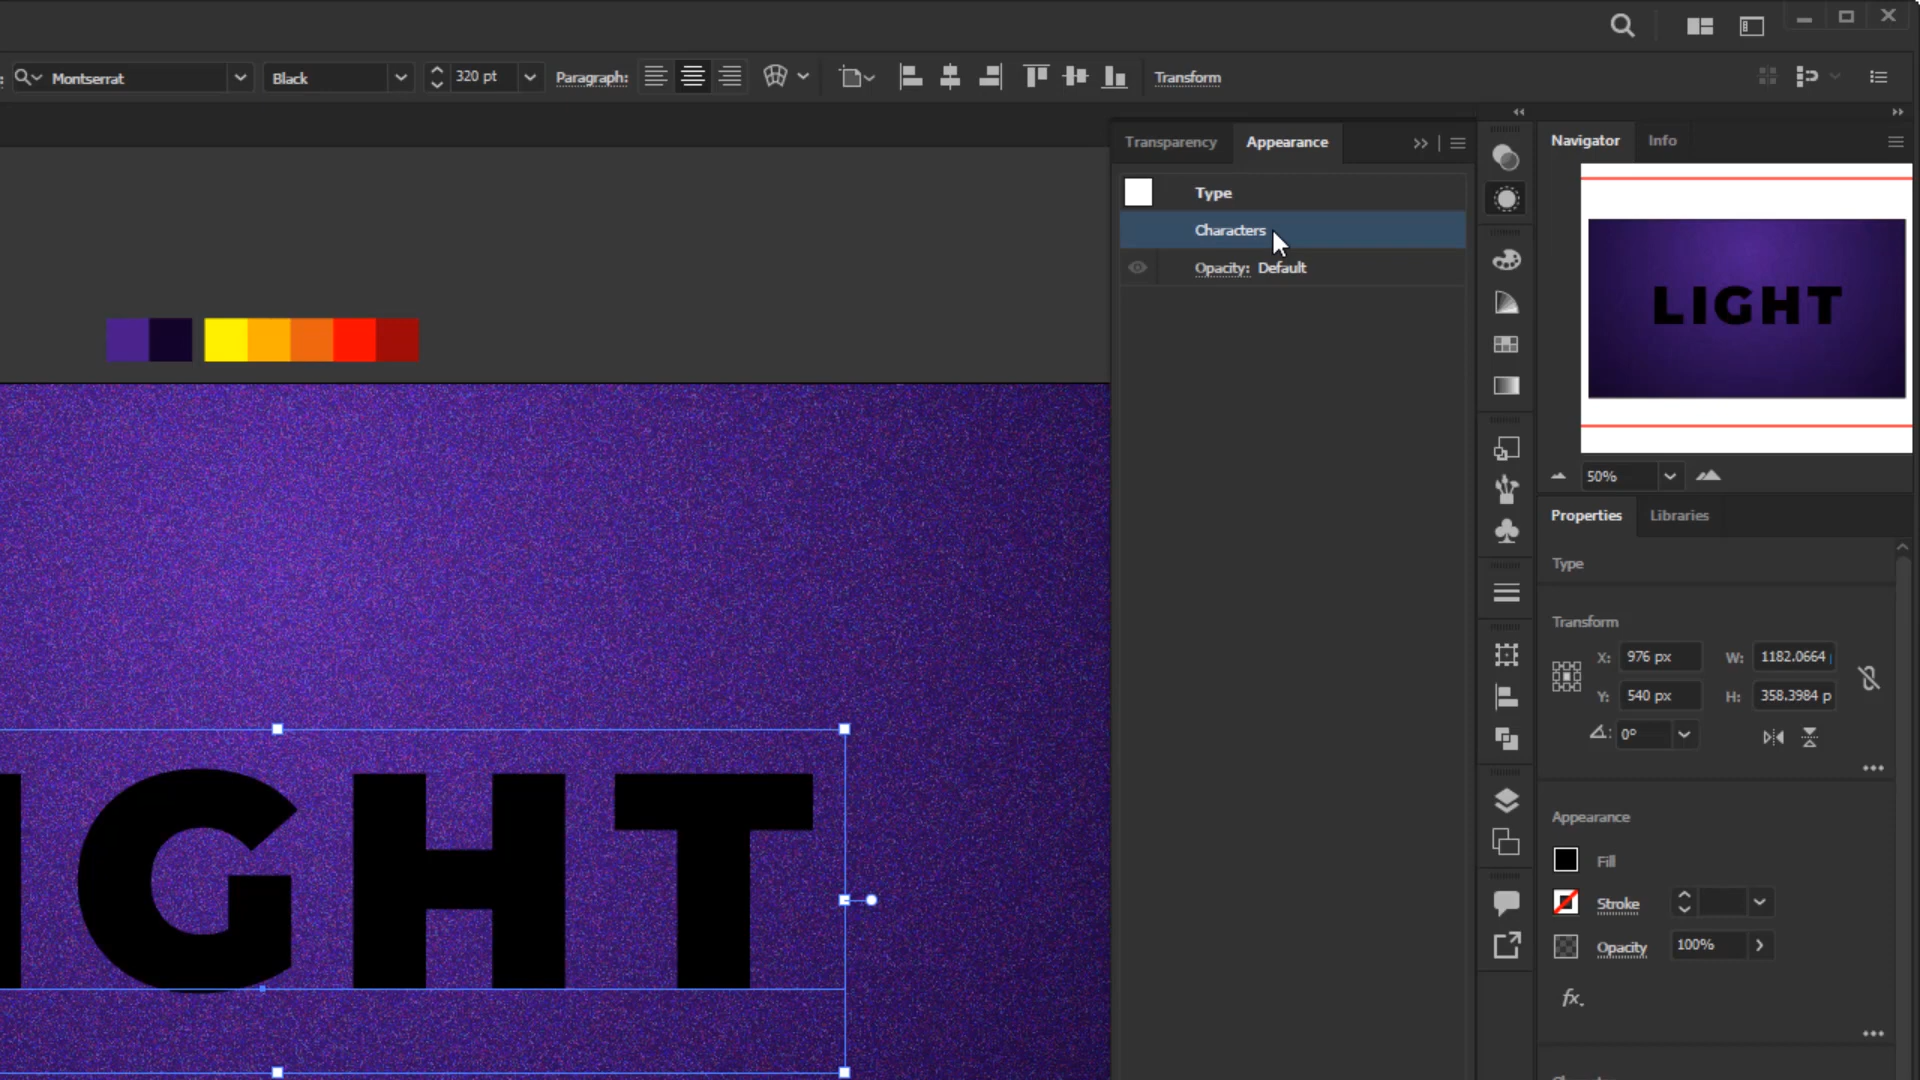 Montserrat
Black
320 pt
Paragraph:
Transform
Transparency
Appearance
Navigator
Info
Type
Characters
Opacity: Default
LIGHT
50%
Properties
Libraries
Type
Transform
X: 976 px
W: 1182.0664
Y: 540 px
H: 358.3984 p
0°
Appearance
Fill
Stroke
Opacity
100%
fx.
IGHT